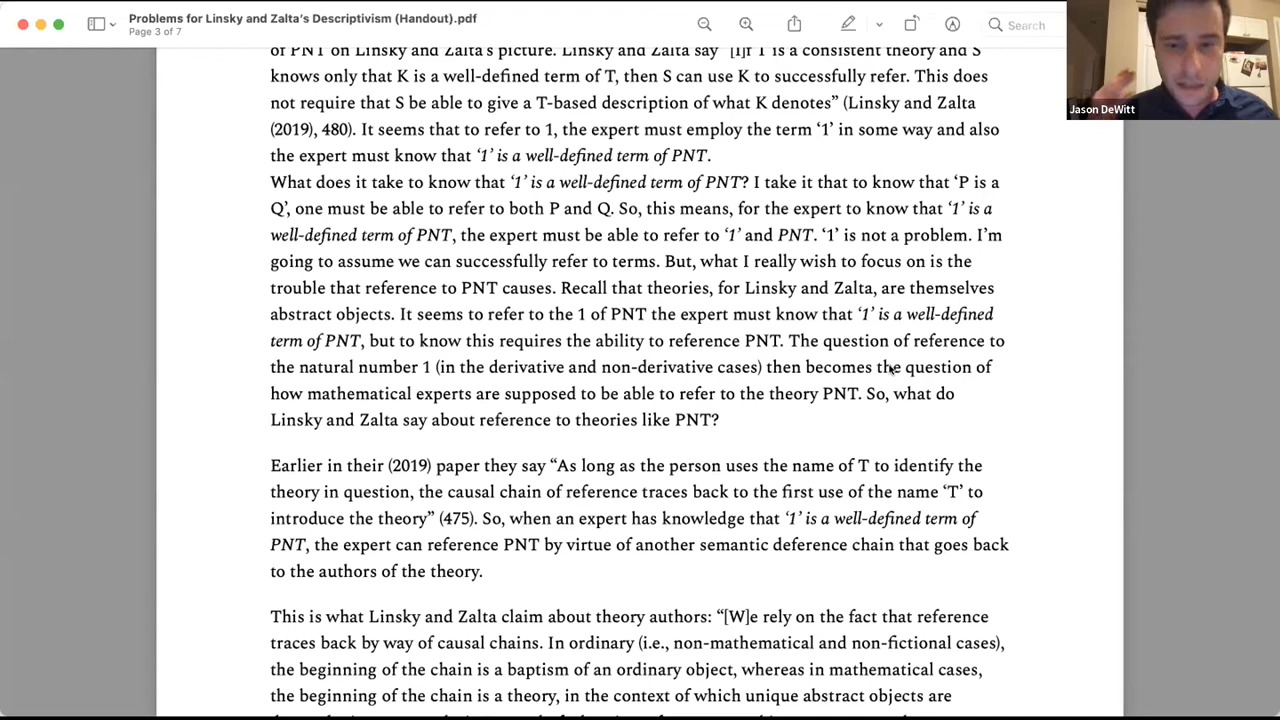 Problems for Linsky and Zalta's Descriptivism (Handout).pdf
Page 3 of 7
Search
Jason DeWitt
of PNT on Linsky and Zalta's picture. Linsky and Zalta say "[I]f T is a consistent theory and S
knows only that K is a well-defined term of T, then S can use K to successfully refer. This does
not require that S be able to give a T-based description of what K denotes" (Linsky and Zalta
(2019), 480). It seems that to refer to 1, the expert must employ the term '1' in some way and also
the expert must know that '1' is a well-defined term of PNT.
What does it take to know that '1' is a well-defined term of PNT? I take it that to know that 'P is a
Q', one must be able to refer to both P and Q. So, this means, for the expert to know that '1' is a
well-defined term of PNT, the expert must be able to refer to '1' and PNT. '1' is not a problem. I'm
going to assume we can successfully refer to terms. But, what I really wish to focus on is the
trouble that reference to PNT causes. Recall that theories, for Linsky and Zalta, are themselves
abstract objects. It seems to refer to the 1 of PNT the expert must know that '1' is a well-defined
term of PNT, but to know this requires the ability to reference PNT. The question of reference to
the natural number 1 (in the derivative and non-derivative cases) then becomes the question of
how mathematical experts are supposed to be able to refer to the theory PNT. So, what do
Linsky and Zalta say about reference to theories like PNT?
Earlier in their (2019) paper they say "As long as the person uses the name of T to identify the
theory in question, the causal chain of reference traces back to the first use of the name 'T' to
introduce the theory" (475). So, when an expert has knowledge that '1' is a well-defined term of
PNT, the expert can reference PNT by virtue of another semantic deference chain that goes back
to the authors of the theory.
This is what Linsky and Zalta claim about theory authors: "[W]e rely on the fact that reference
traces back by way of causal chains. In ordinary (i.e., non-mathematical and non-fictional cases),
the beginning of the chain is a baptism of an ordinary object, whereas in mathematical cases,
the beginning of the chain is a theory, in the context of which unique abstract objects are